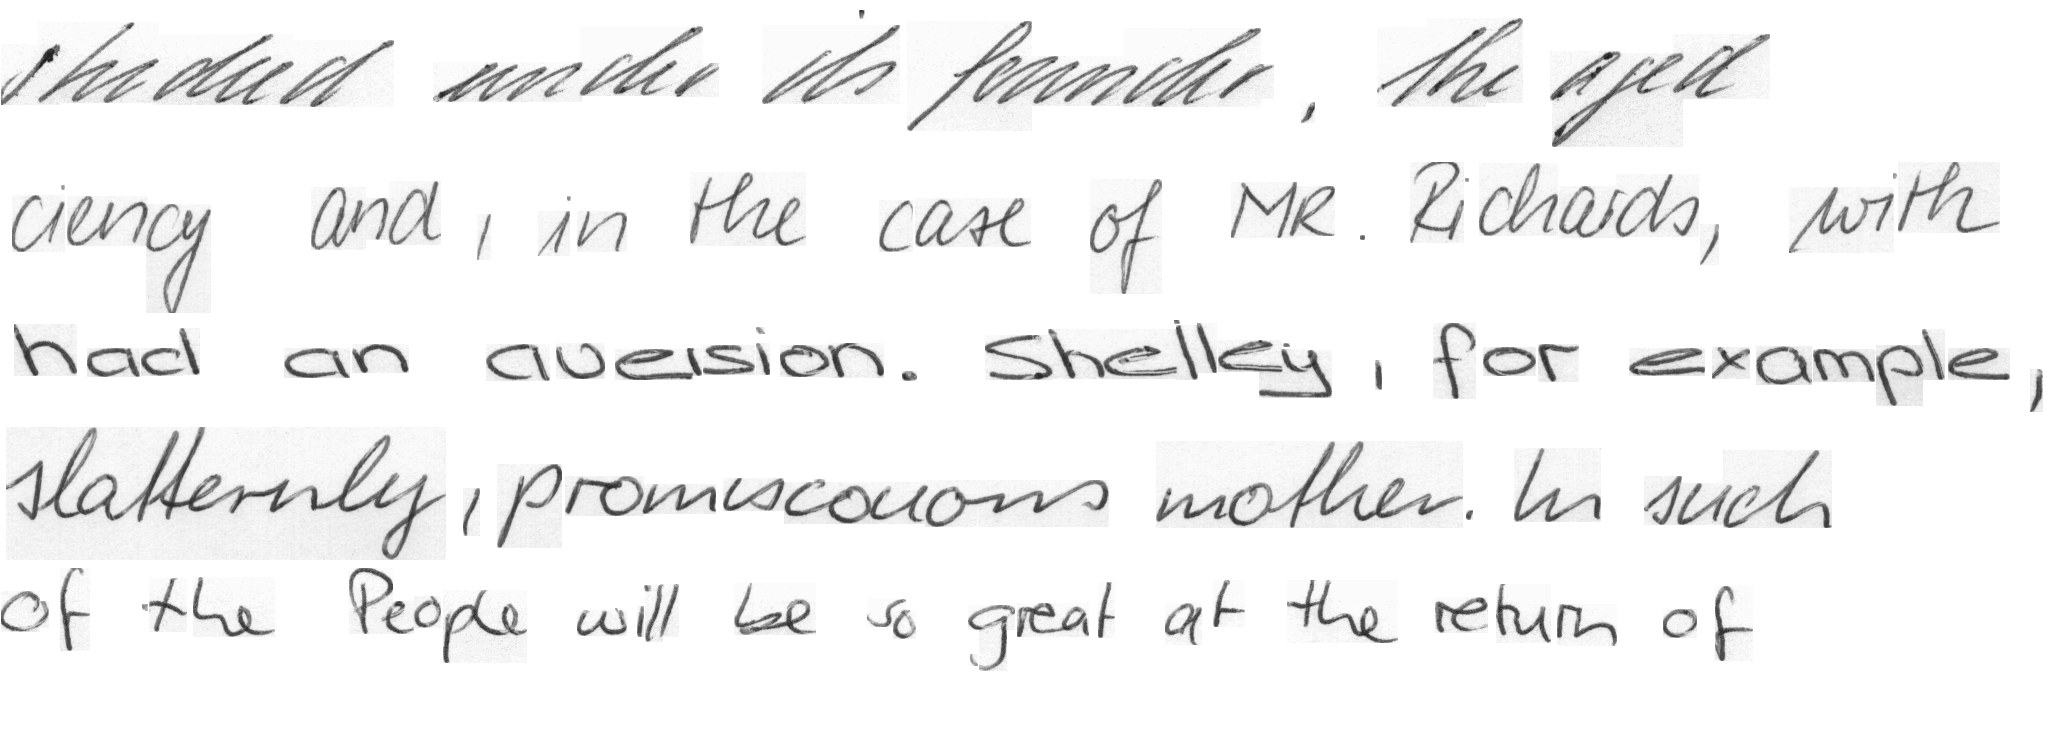 studied under its founder, the aged
ciency and, in the case of MR. Richards, with
had an aversion. Shelley, for example,
slatternly, promiscouous mother. In such
of the People will be so great at the return of